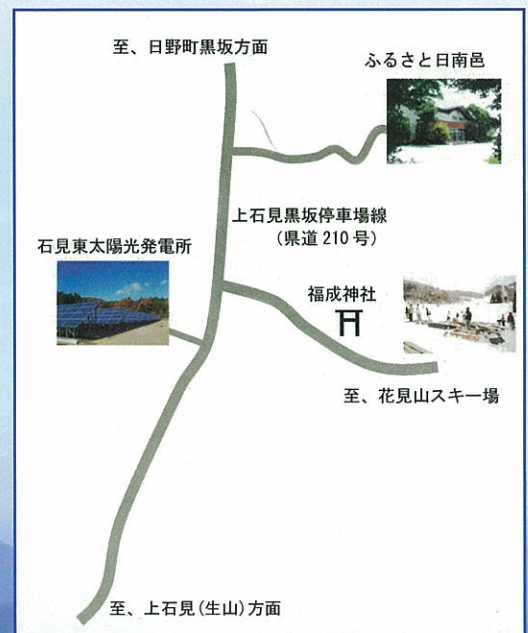 至、日野町黒坂方面
ふるさと日南邑
上石見黒坂停車場線
(県道 210 号)
石見東太陽光発電所
福成神社
至、花見山スキー場
至、上石見(生山)方面